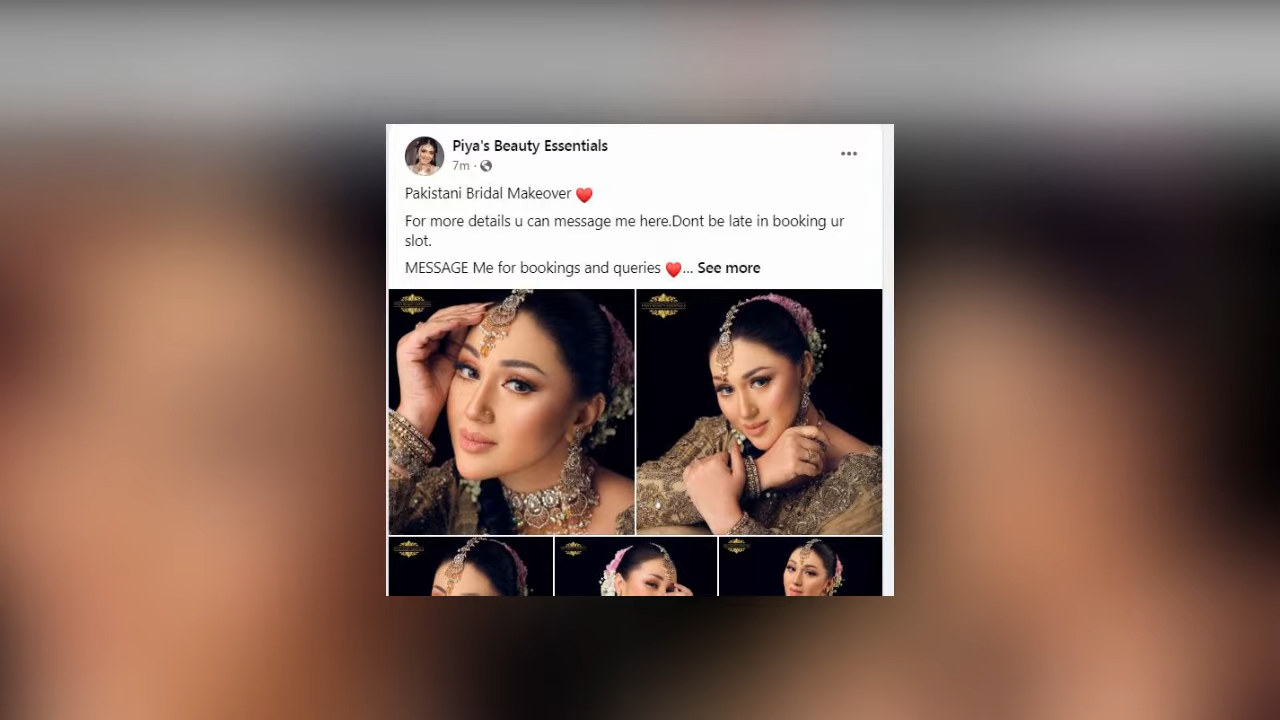 Piya's Beauty Essentials
7m ·
Pakistani Bridal Makeover ♥️
For more details u can message me here.Dont be late in booking ur
slot.
MESSAGE Me for bookings and queries ♥️... See more